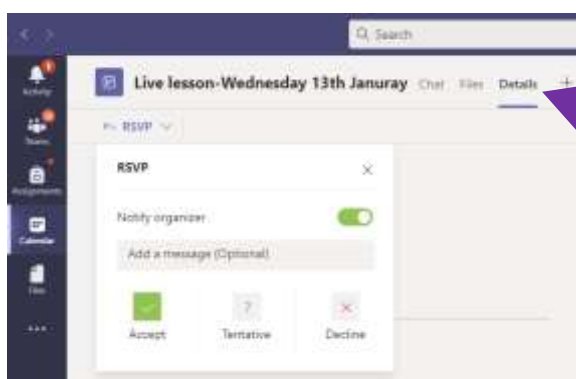 Search
Activity
Live lesson-Wednesday 13th Januray Chat Files Details +
Teams
RSVP
RSVP
Assignments
Notify organizer
Calendar
Add a message (Optional)
Files
Accept Tentative Decline